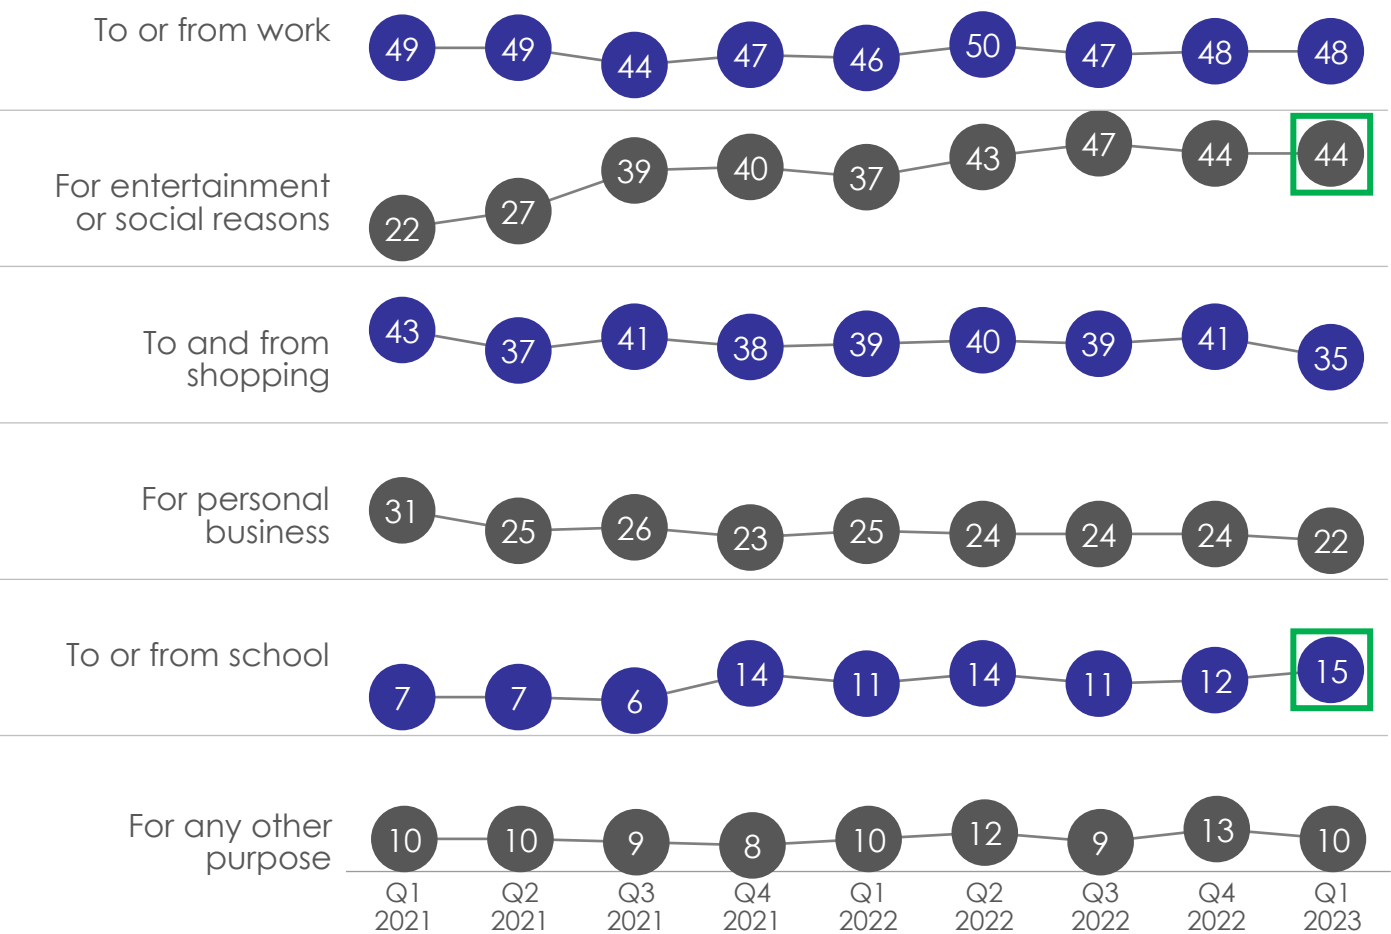 To or from work
49 49 44 47 46 50 47 48 48
For entertainment
or social reasons
22 27 39 40 37 43 47 44 44
To and from
shopping
43 37 41 38 39 40 39 41 35
For personal
business
31 25 26 23 25 24 24 24 22
To or from school
7 7 6 14 11 14 11 12 15
For any other
purpose
10 10 9 8 10 12 9 13 10
Q1 Q2 Q3 Q4 Q1 Q2 Q3 Q4 Q1
2021 2021 2021 2021 2022 2022 2022 2022 2023